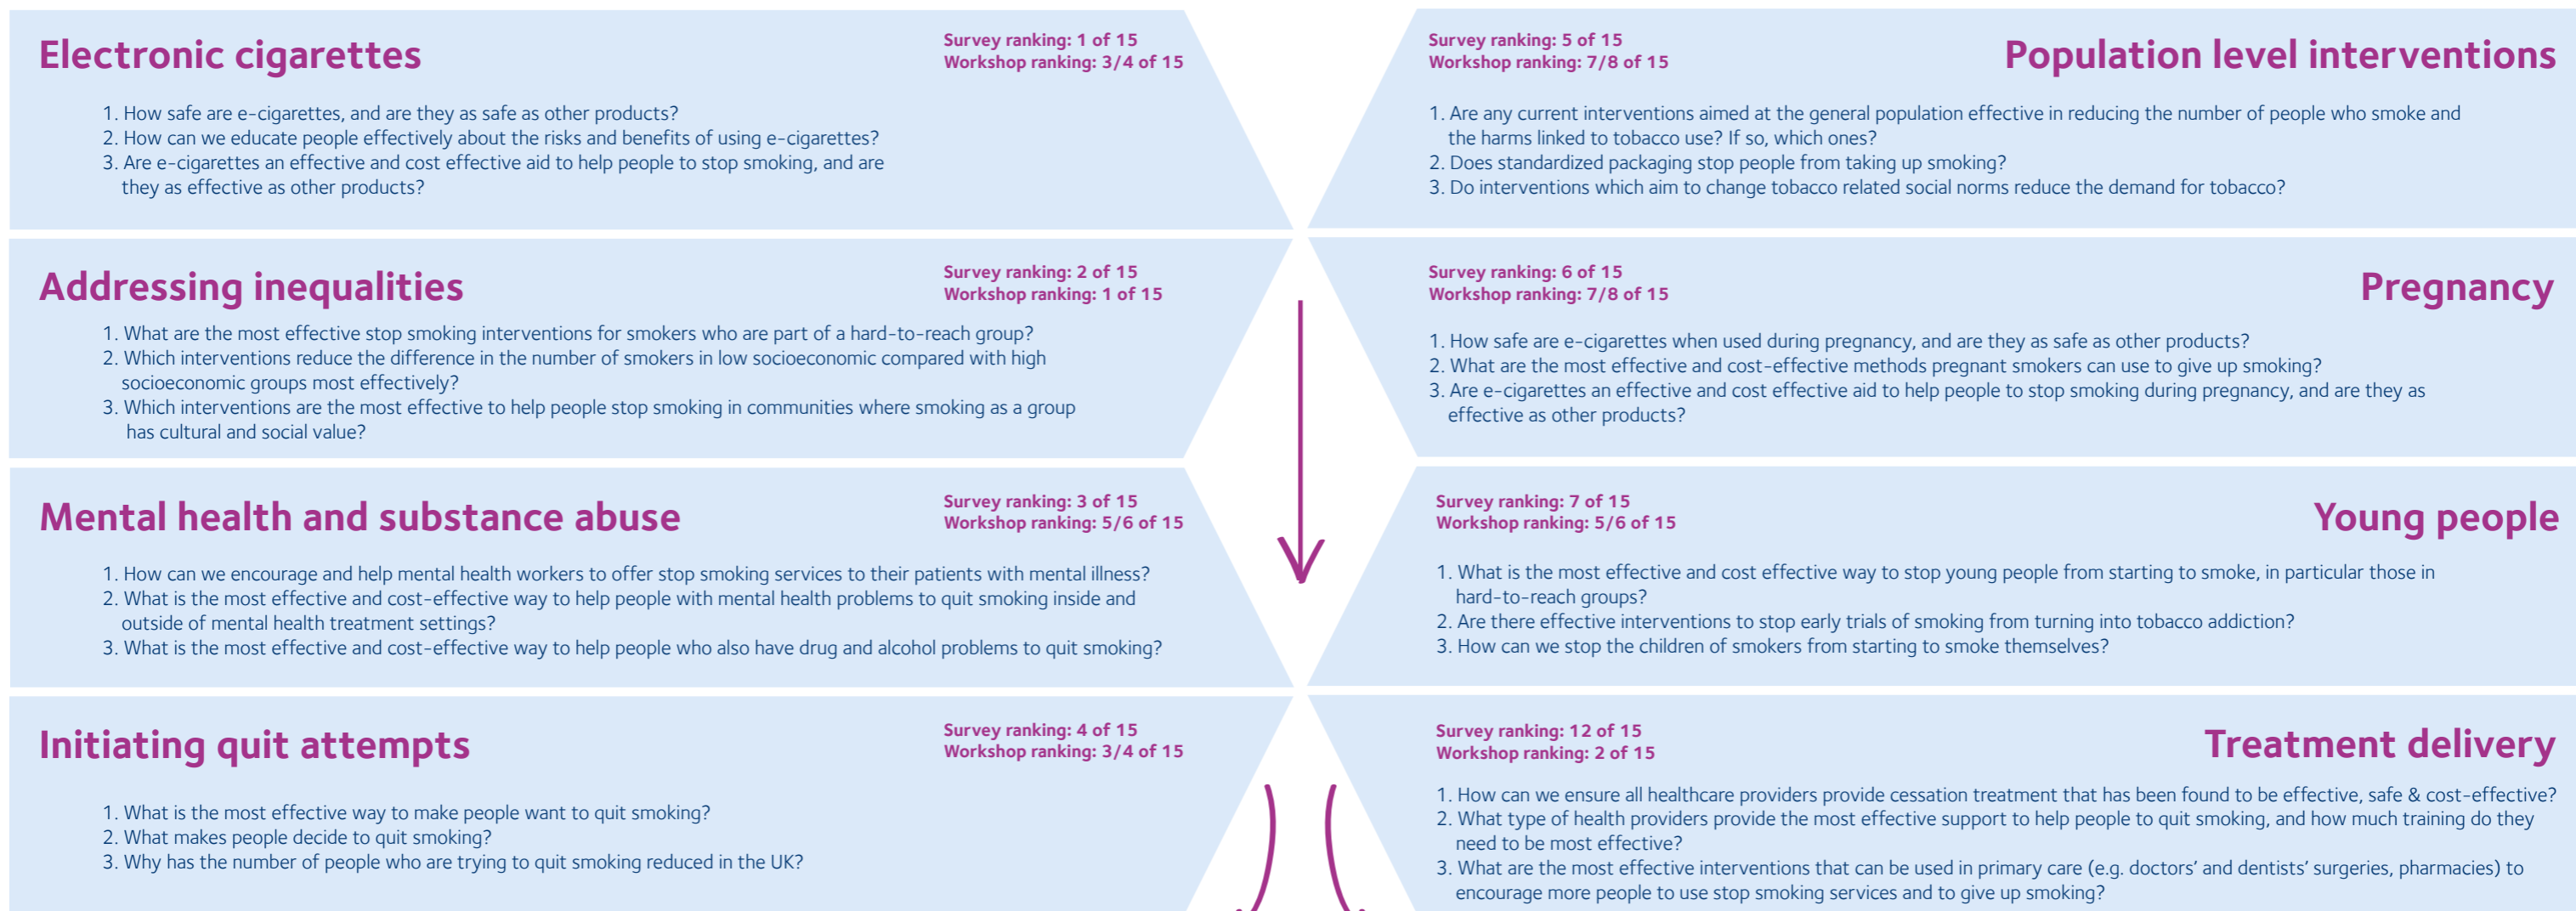 Electronic cigarettes
Survey ranking: 1 of 15
Workshop ranking: 3/4 of 15
1. How safe are e-cigarettes, and are they as safe as other products?
2. How can we educate people effectively about the risks and benefits of using e-cigarettes?
3. Are e-cigarettes an effective and cost effective aid to help people to stop smoking, and are
they as effective as other products?
Addressing inequalities
Survey ranking: 2 of 15
Workshop ranking: 1 of 15
1. What are the most effective stop smoking interventions for smokers who are part of a hard-to-reach group?
2. Which interventions reduce the difference in the number of smokers in low socioeconomic compared with high
socioeconomic groups most effectively?
3. Which interventions are the most effective to help people stop smoking in communities where smoking as a group
has cultural and social value?
Mental health and substance abuse
Survey ranking: 3 of 15
Workshop ranking: 5/6 of 15
1. How can we encourage and help mental health workers to offer stop smoking services to their patients with mental illness?
2. What is the most effective and cost-effective way to help people with mental health problems to quit smoking inside and
outside of mental health treatment settings?
3. What is the most effective and cost-effective way to help people who also have drug and alcohol problems to quit smoking?
Initiating quit attempts
Survey ranking: 4 of 15
Workshop ranking: 3/4 of 15
1. What is the most effective way to make people want to quit smoking?
2. What makes people decide to quit smoking?
3. Why has the number of people who are trying to quit smoking reduced in the UK?
Survey ranking: 5 of 15
Workshop ranking: 7/8 of 15
Population level interventions
1. Are any current interventions aimed at the general population effective in reducing the number of people who smoke and
the harms linked to tobacco use? If so, which ones?
2. Does standardized packaging stop people from taking up smoking?
3. Do interventions which aim to change tobacco related social norms reduce the demand for tobacco?
Survey ranking: 6 of 15
Workshop ranking: 7/8 of 15
Pregnancy
1. How safe are e-cigarettes when used during pregnancy, and are they as safe as other products?
2. What are the most effective and cost-effective methods pregnant smokers can use to give up smoking?
3. Are e-cigarettes an effective and cost effective aid to help people to stop smoking during pregnancy, and are they as
effective as other products?
Survey ranking: 7 of 15
Workshop ranking: 5/6 of 15
Young people
1. What is the most effective and cost effective way to stop young people from starting to smoke, in particular those in
hard-to-reach groups?
2. Are there effective interventions to stop early trials of smoking from turning into tobacco addiction?
3. How can we stop the children of smokers from starting to smoke themselves?
Survey ranking: 12 of 15
Workshop ranking: 2 of 15
Treatment delivery
1. How can we ensure all healthcare providers provide cessation treatment that has been found to be effective, safe & cost-effective?
2. What type of health providers provide the most effective support to help people to quit smoking, and how much training do they
need to be most effective?
3. What are the most effective interventions that can be used in primary care (e.g. doctors' and dentists' surgeries, pharmacies) to
encourage more people to use stop smoking services and to give up smoking?